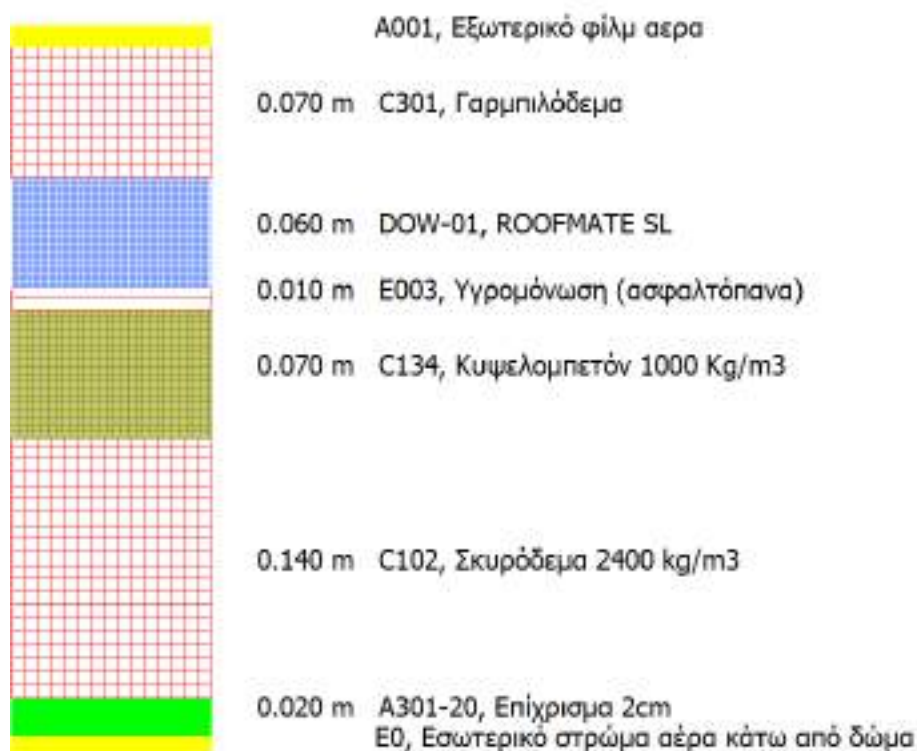 A001, Εξωτερικό φίλμ αερα
0.070 m C301, Γαρμπιλόδεμα
0.060 m DOW-01, ROOFMATE SL
0.010 m E003, Υγρομόνωση (ασφαλτόπανα)
0.070 m C134, Κυψελομπετόν 1000 Kg/m3
0.140 m C102, Σκυρόδεμα 2400 kg/m3
0.020 m A301-20, Επίχρισμα 2cm
E0, Εσωτερικό στρώμα αέρα κάτω από δώμα